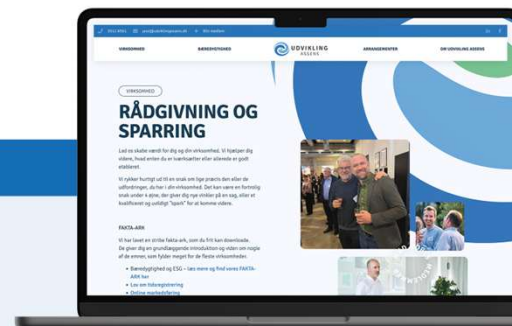 VIRKSOMHED
BÆREDYGTIGHED
UDVIKLING
ASSENS
ARRANGEMENTER
OM UDVIKLING ASSENS
VIRKSOMHED
RÅDGIVNING OG
SPARRING
Lad os skabe værdi for dig og din virksomhed. Vi hjælper dig
videre, hvad enten du er iværksætter eller allerede er godt
etableret.
Vi rykker hurtigt ud til en snak om lige præcis den eller de
udfordringer, du har i din virksomhed. Det kan være en fortrolig
snak under 4 øjne, der giver dig nye vinkler på en sag, eller et
kvalificeret og uvildigt "spark" for at komme videre.
FAKTA-ARK
Vi har lavet en stribe fakta-ark, som du frit kan downloade.
De giver dig en grundlæggende introduktion og viden om nogle
af de emner, som fylder meget for de fleste virksomheder.
• Bæredygtighed og ESG – læs mere og find vores FAKTA-
ARK her
• Lov om tidsregistrering
• Online markedsføring